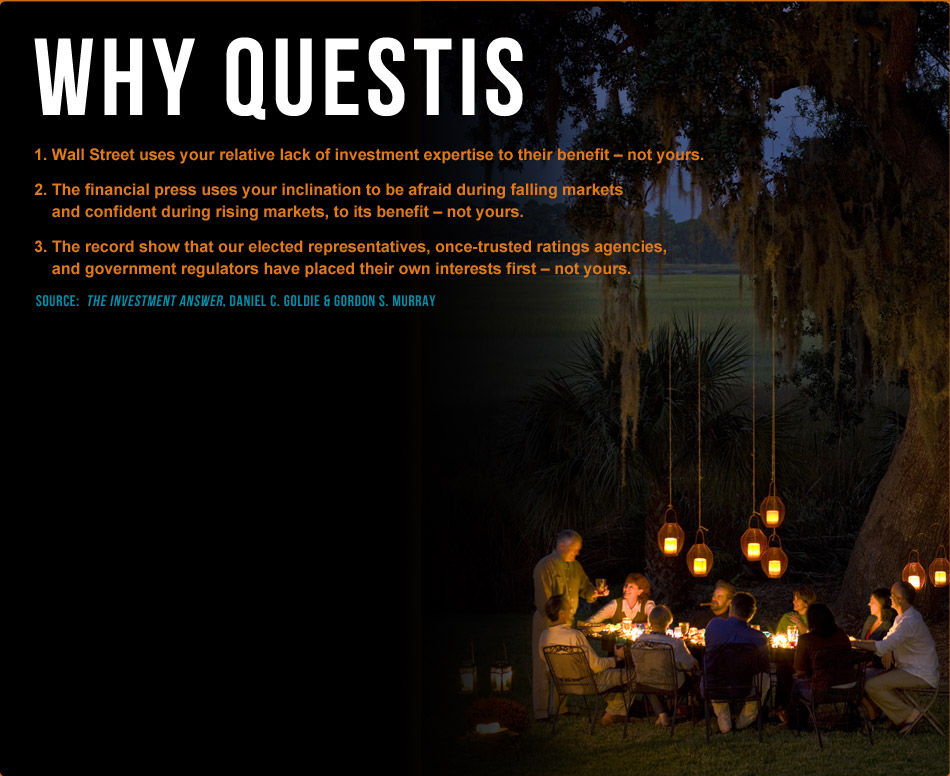 WHY QUESTIS
1. Wall Street uses your relative lack of investment expertise to their benefit – not yours.
2. The financial press uses your inclination to be afraid during falling markets
and confident during rising markets, to its benefit – not yours.
3. The record show that our elected representatives, once-trusted ratings agencies,
and government regulators have placed their own interests first – not yours.
SOURCE: THE INVESTMENT ANSWER, DANIEL C. GOLDIE & GORDON S. MURRAY